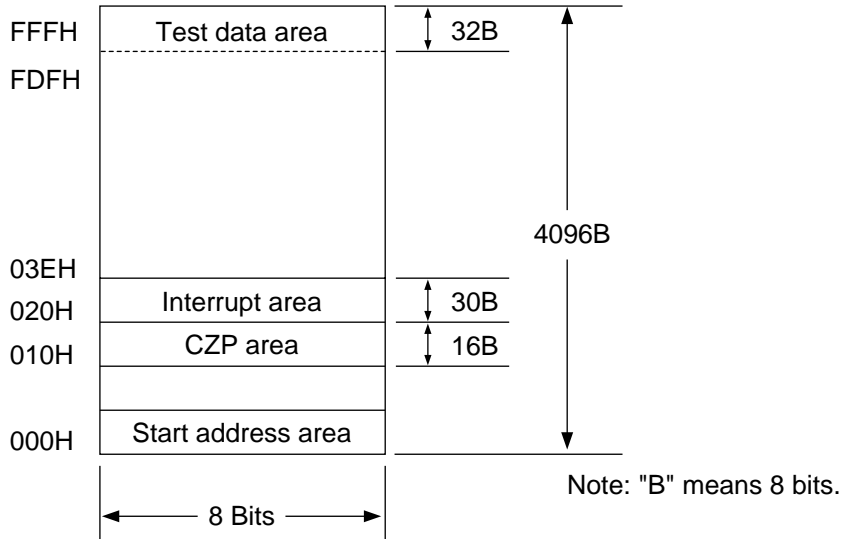 FFFH Test data area 32B
FDFH
4096B
03EH
020H Interrupt area 30B
010H CZP area 16B
000H Start address area
Note: "B" means 8 bits.
8 Bits